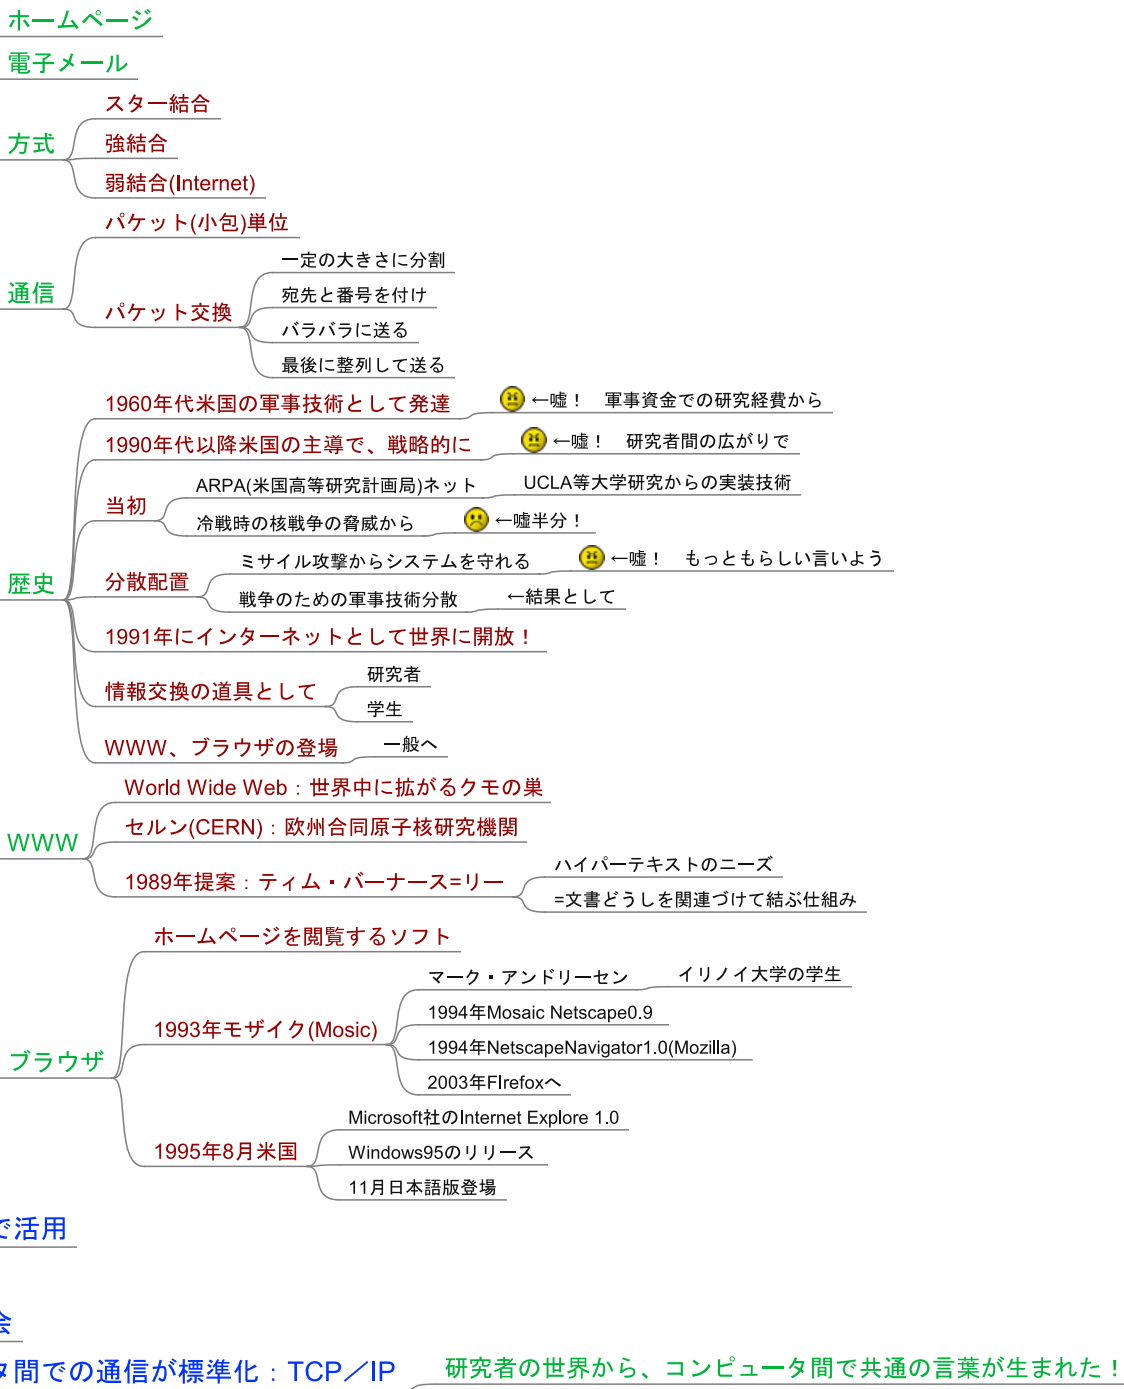 ホームページ
電子メール
方式
スター結合
強結合
弱結合(Internet)
通信
パケット(小包)単位
パケット交換
一定の大きさに分割
宛先と番号を付け
バラバラに送る
最後に整列して送る
歴史
1960年代米国の軍事技術として発達
←嘘！　軍事資金での研究経費から
1990年代以降米国の主導で、戦略的に
←嘘！　研究者間の広がりで
当初
ARPA(米国高等研究計画局)ネット
UCLA等大学研究からの実装技術
冷戦時の核戦争の脅威から
←嘘半分！
分散配置
ミサイル攻撃からシステムを守れる
←嘘！　もっともらしい言いよう
戦争のための軍事技術分散
←結果として
1991年にインターネットとして世界に開放！
情報交換の道具として
研究者
学生
WWW、ブラウザの登場
一般へ
WWW
World Wide Web：世界中に拡がるクモの巣
セルン(CERN)：欧州合同原子核研究機関
1989年提案：ティム・バーナース=リー
ハイパーテキストのニーズ
=文書どうしを関連づけて結ぶ仕組み
ブラウザ
ホームページを閲覧するソフト
1993年モザイク(Mosic)
マーク・アンドリーセン
イリノイ大学の学生
1994年Mosaic Netscape0.9
1994年NetscapeNavigator1.0(Mozilla)
2003年FIrefoxへ
1995年8月米国
Microsoft社のInternet Explore 1.0
Windows95のリリース
11月日本語版登場
で活用
会
タ間での通信が標準化：TCP／IP
研究者の世界から、コンピュータ間で共通の言葉が生まれた！